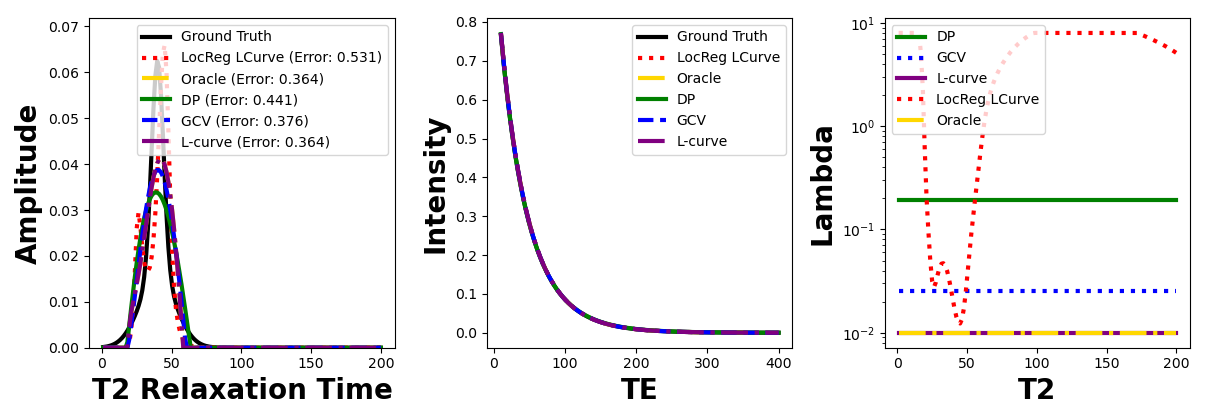 0.07
0.06
0.05
0.04
0.03
0.02
0.01
0.00
0
50
100
150
200
Amplitude
T2 Relaxation Time
Ground Truth
LocReg LCurve (Error: 0.531)
Oracle (Error: 0.364)
DP (Error: 0.441)
GCV (Error: 0.376)
L-curve (Error: 0.364)
0.8
0.7
0.6
0.5
0.4
0.3
0.2
0.1
0.0
0
100
200
300
400
Intensity
TE
Ground Truth
LocReg LCurve
Oracle
DP
GCV
L-curve
10¹
10⁰
10⁻¹
10⁻²
0
50
100
150
200
Lambda
T2
DP
GCV
L-curve
LocReg LCurve
Oracle